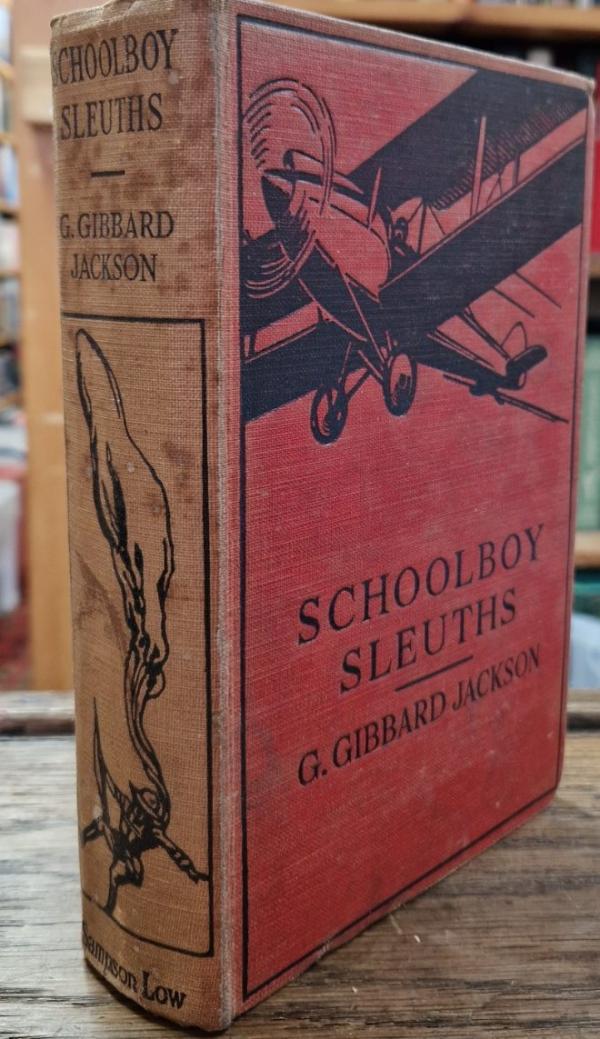 SCHOOLBOY
SLEUTHS
G. GIBBARD
JACKSON
Sampson Low
SCHOOLBOY
SLEUTHS
G. GIBBARD JACKSON